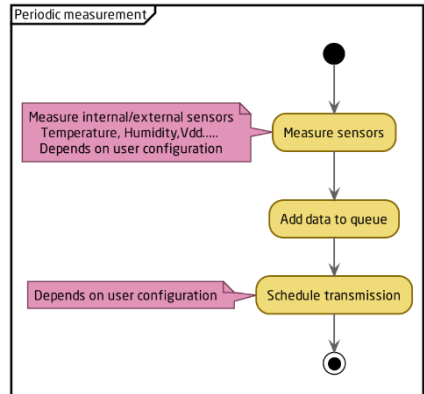 Periodic measurement
Measure internal/external sensors
Temperature, Humidity,Vdd.....
Depends on user configuration
Measure sensors
Add data to queue
Depends on user configuration
Schedule transmission